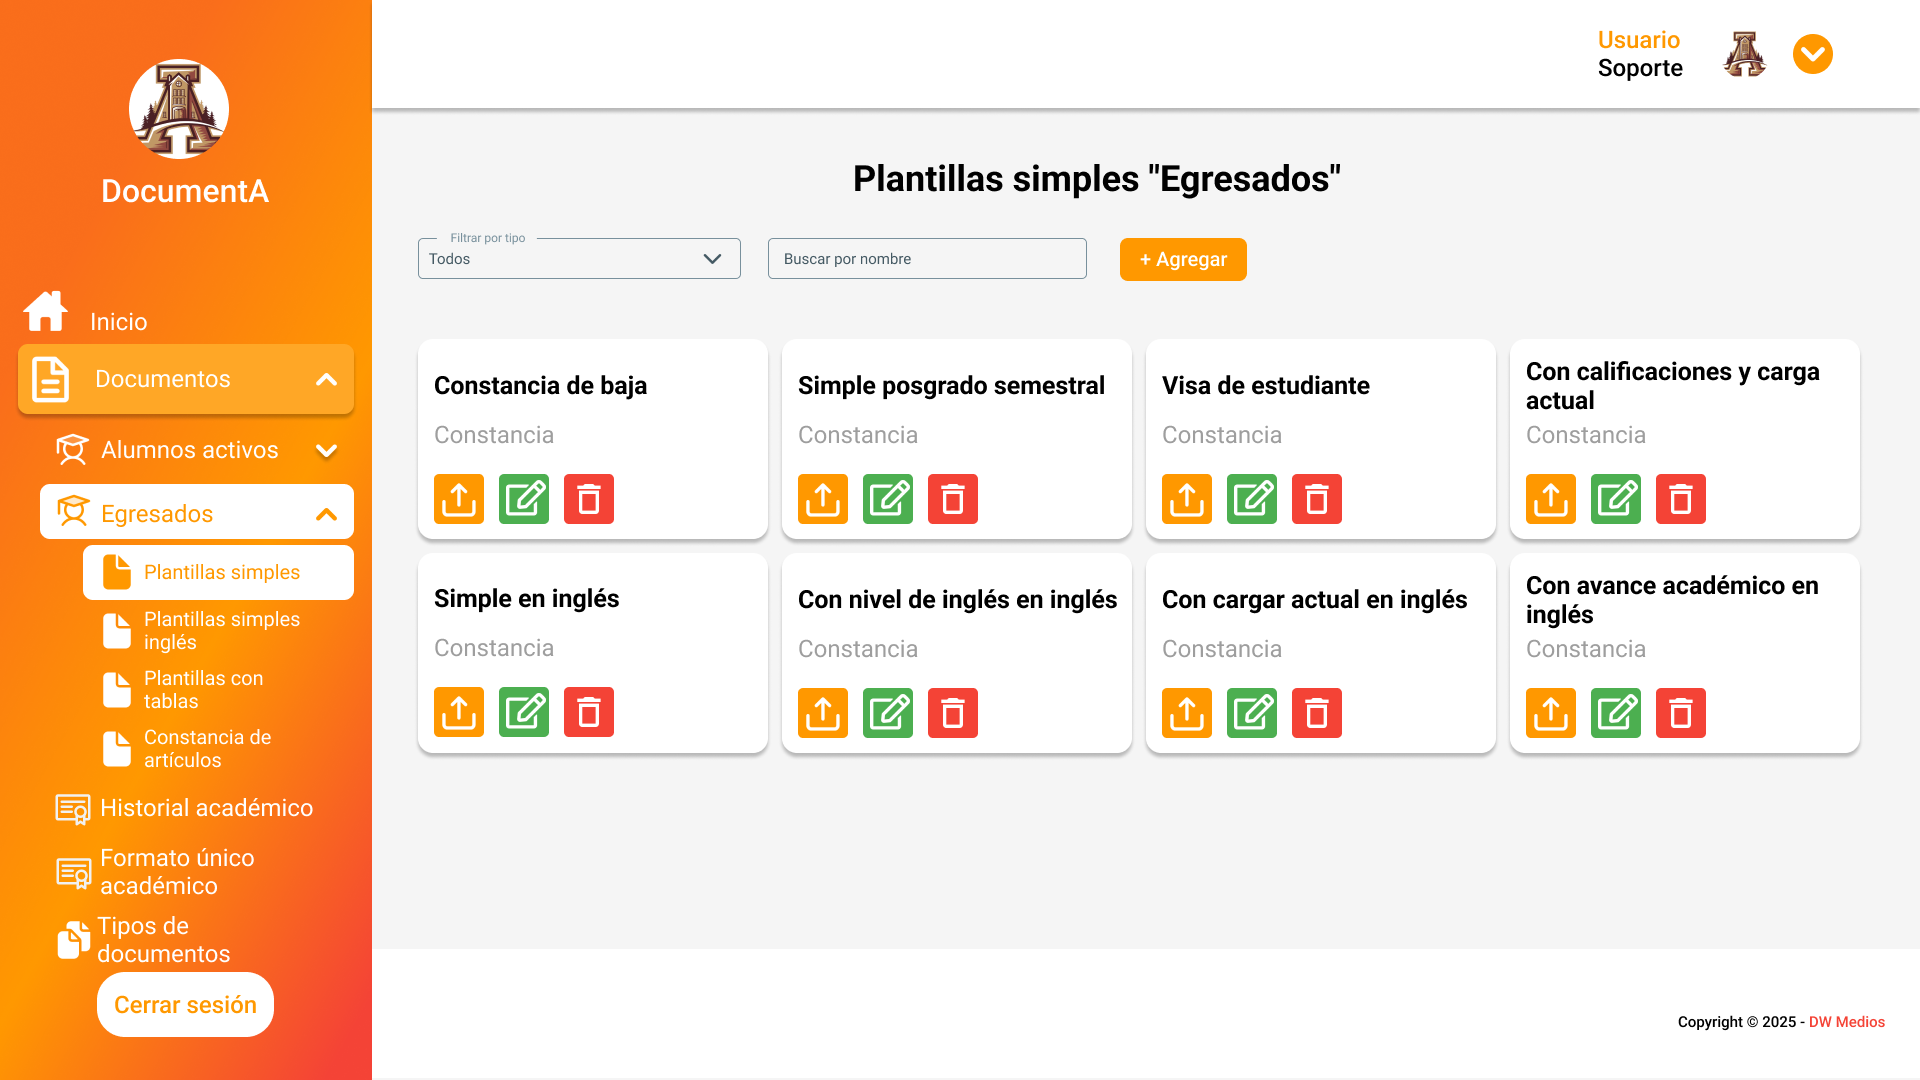 DocumentA
Inicio
Documentos
Alumnos activos
Egresados
Plantillas simples
Plantillas simples
inglés
Plantillas con
tablas
Constancia de
artículos
Historial académico
Formato único
académico
Tipos de
documentos
Cerrar sesión
Usuario
Soporte
Plantillas simples "Egresados"
Filtrar por tipo
Todos
Buscar por nombre
+ Agregar
Constancia de baja
Constancia
Simple posgrado semestral
Constancia
Visa de estudiante
Constancia
Con calificaciones y carga
actual
Constancia
Simple en inglés
Constancia
Con nivel de inglés en inglés
Constancia
Con cargar actual en inglés
Constancia
Con avance académico en
inglés
Constancia
Copyright © 2025 - DW Medios